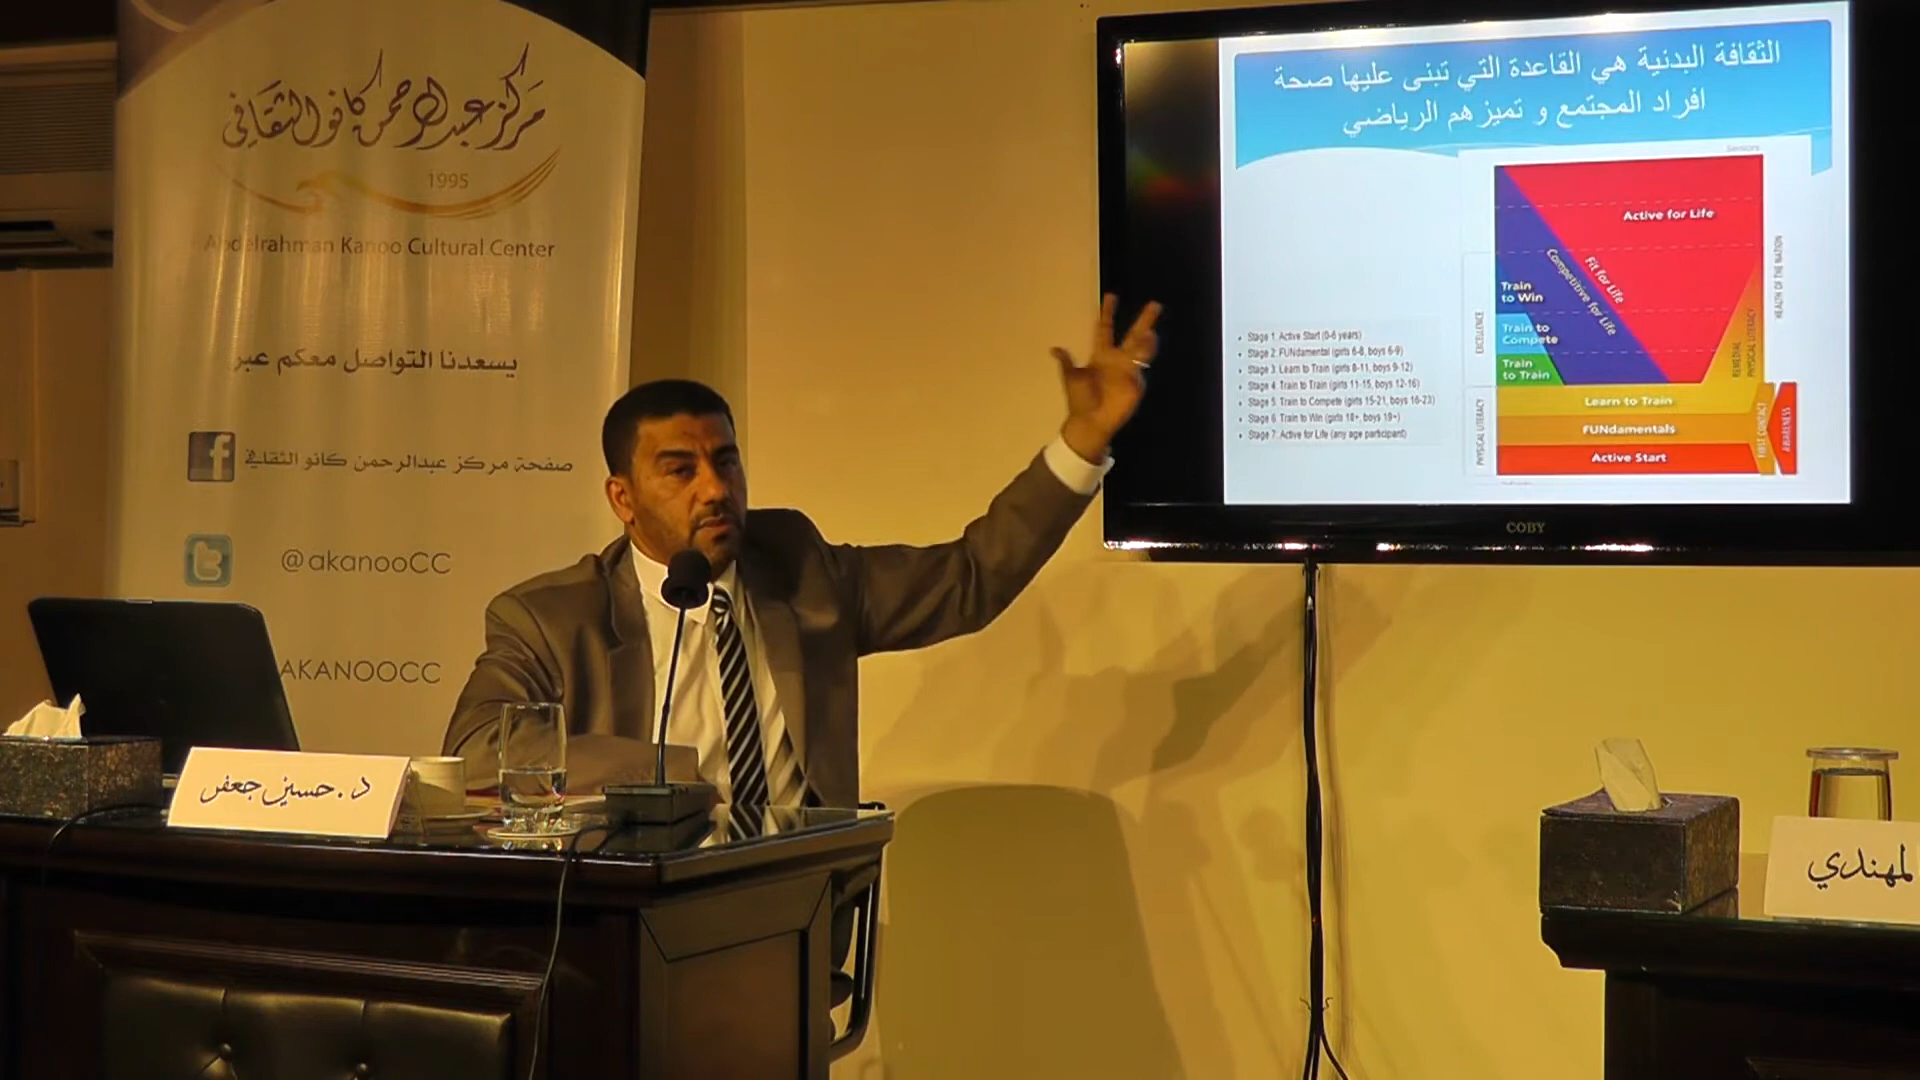 مركز عبدالرحمن كانو الثقافي
1995
Abdelrahman Kanoo Cultural Center
يسعدنا التواصل معكم عبر
f صفحة مركز عبدالرحمن كانو الثقافي
t @akanooCC
AKANOOCC
د. حسين جعفر
الثقافة البدنية هي القاعدة التي تبنى عليها صحة
افراد المجتمع و تميزهم الرياضي
Stage 1: Active Start (0-6 years)
Stage 2: FUNdamental (girls 6-8, boys 6-9)
Stage 3: Learn to Train (girls 8-11, boys 9-12)
Stage 4: Train to Train (girls 11-15, boys 12-16)
Stage 5: Train to Compete (girls 15-21, boys 16-23)
Stage 6: Train to Win (girls 18+, boys 19+)
Stage 7: Active for Life (any age participant)
Seniors
Active for Life
Fit for Life
Competitive for Life
Train
to Win
Train to
Compete
Train
to Train
Learn to Train
FUNdamentals
Active Start
EXCELLENCE
PHYSICAL LITERACY
HEALTH OF THE NATION
REMEDIAL
PHYSICAL LITERACY
FIRST CONTACT
AWARENESS
COBY
المهندي